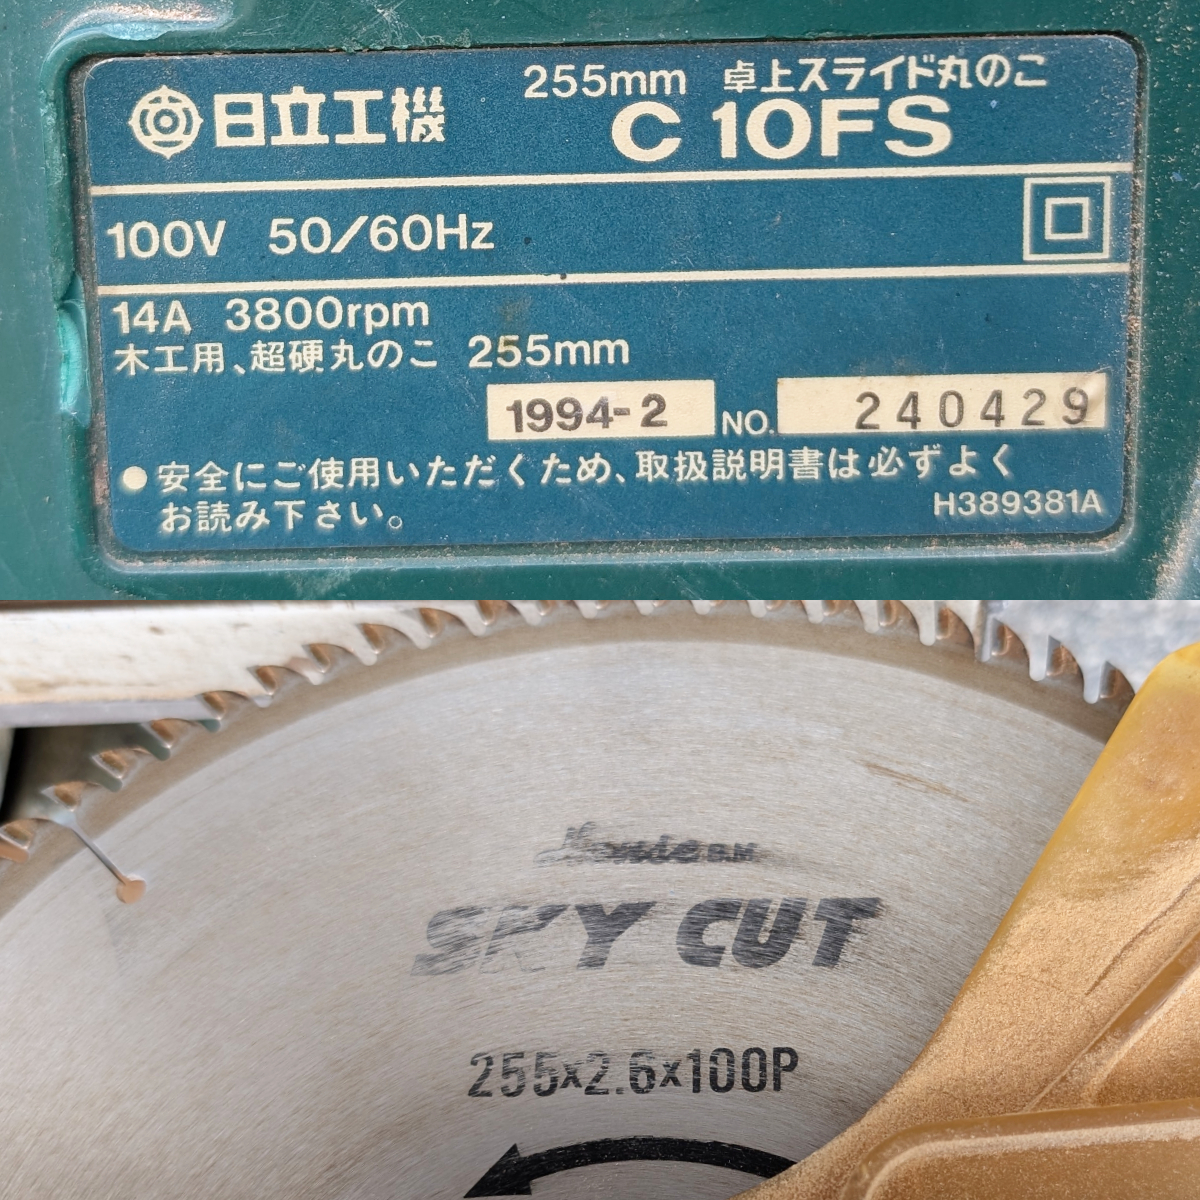 日立工機
255mm 卓上スライド丸のこ
C 10FS
100V 50/60Hz
14A 3800rpm
木工用、超硬丸のこ 255mm
1994-2 NO. 240429
●安全にご使用いただくため、取扱説明書は必ずよく
お読み下さい。
H389381A
SKY CUT
255x2.6x100P